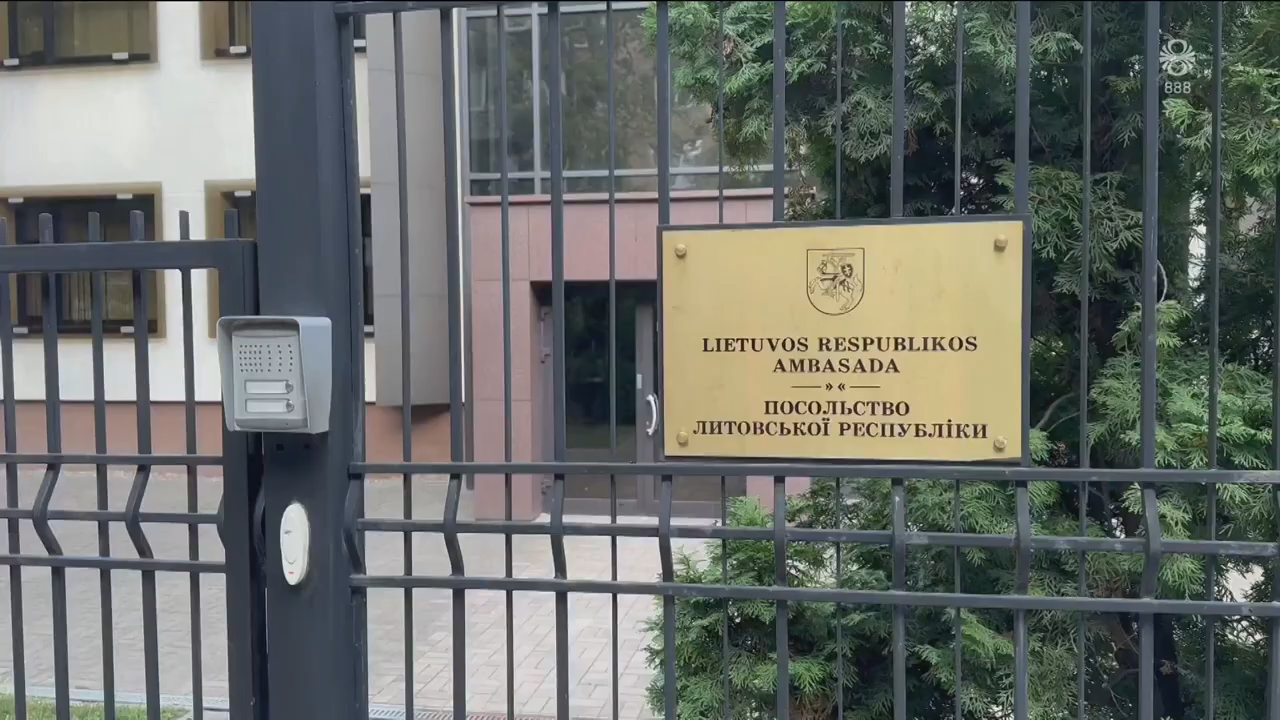 888
LIETUVOS RESPUBLIKOS
AMBASADA
ПОСОЛЬСТВО
ЛИТОВСЬКОЇ РЕСПУБЛІКИ